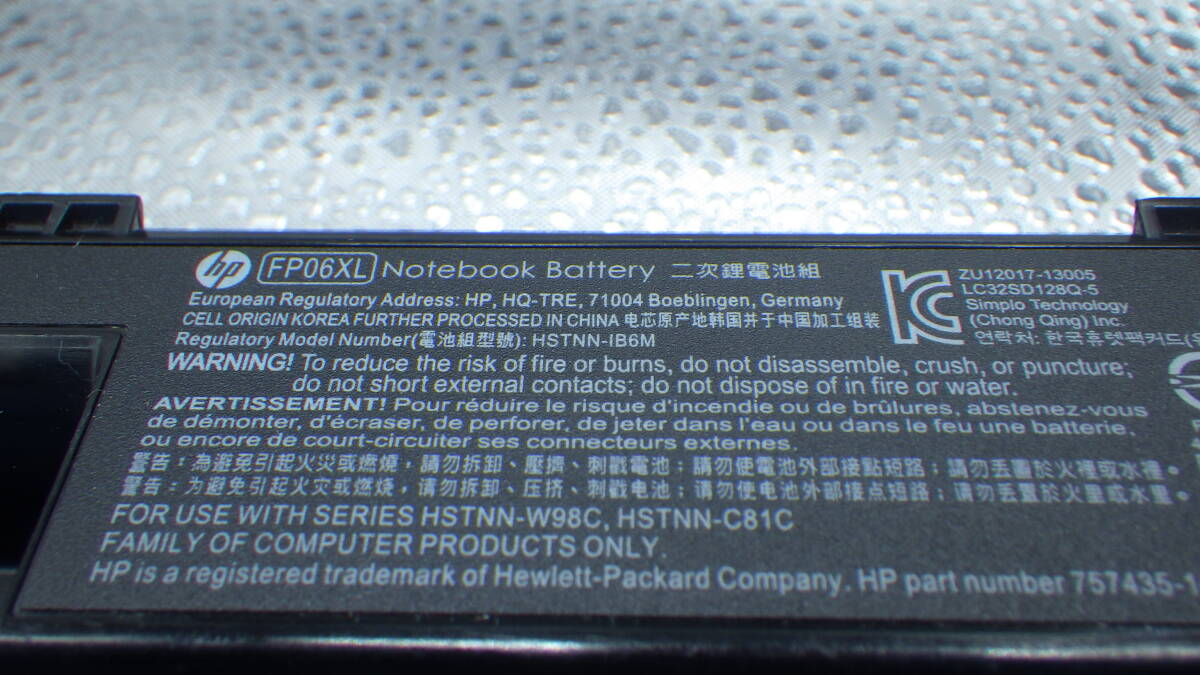 hp FP06XL Notebook Battery 二次鋰電池組
European Regulatory Address: HP, HQ-TRE, 71004 Boeblingen, Germany
CELL ORIGIN KOREA FURTHER PROCESSED IN CHINA 电芯原产地韩国并于中国加工组装
Regulatory Model Number(電池組型號): HSTNN-IB6M
ZU12017-13005
LC32SD128Q-5
Simplo Technology
(Chong Qing) Inc.
연락처: 한국휴렛팩커드(
WARNING! To reduce the risk of fire or burns, do not disassemble, crush, or puncture;
do not short external contacts; do not dispose of in fire or water.
AVERTISSEMENT! Pour réduire le risque d'incendie ou de brûlures, abstenez-vous
de démonter, d'écraser, de perforer, de jeter dans l'eau ou dans le feu une batterie,
ou encore de court-circuiter ses connecteurs externes.
警告：為避免引起火災或燃燒，請勿拆卸、壓擠、刺戳電池；請勿使電池外部接點短路；請勿丟置於火裡或水裡。
警告：为避免引起火灾或燃烧，请勿拆卸、压挤、刺戳电池；请勿使电池外部接点短路；请勿丢置於火里或水里。
FOR USE WITH SERIES HSTNN-W98C, HSTNN-C81C
FAMILY OF COMPUTER PRODUCTS ONLY.
HP is a registered trademark of Hewlett-Packard Company. HP part number 757435-1